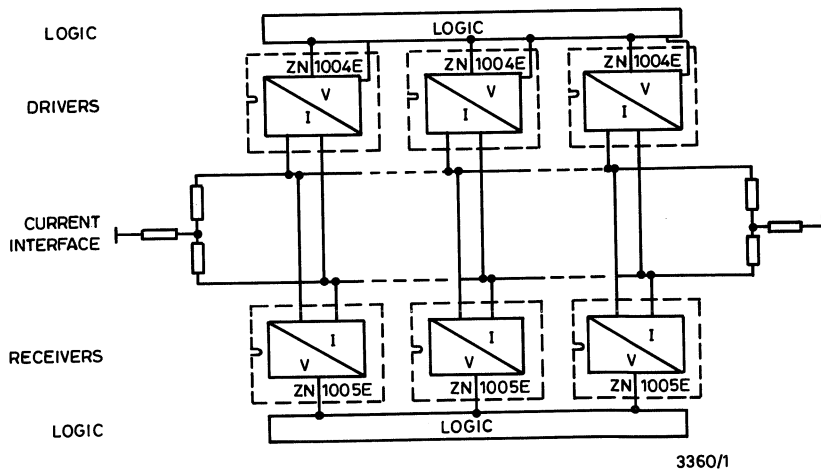 LOGIC
LOGIC
ZN 1004E
ZN 1004E
ZN 1004E
DRIVERS
V
I
V
I
V
I
CURRENT
INTERFACE
RECEIVERS
I
V
I
V
I
V
ZN 1005E
ZN 1005E
ZN 1005E
LOGIC
LOGIC
3360/1